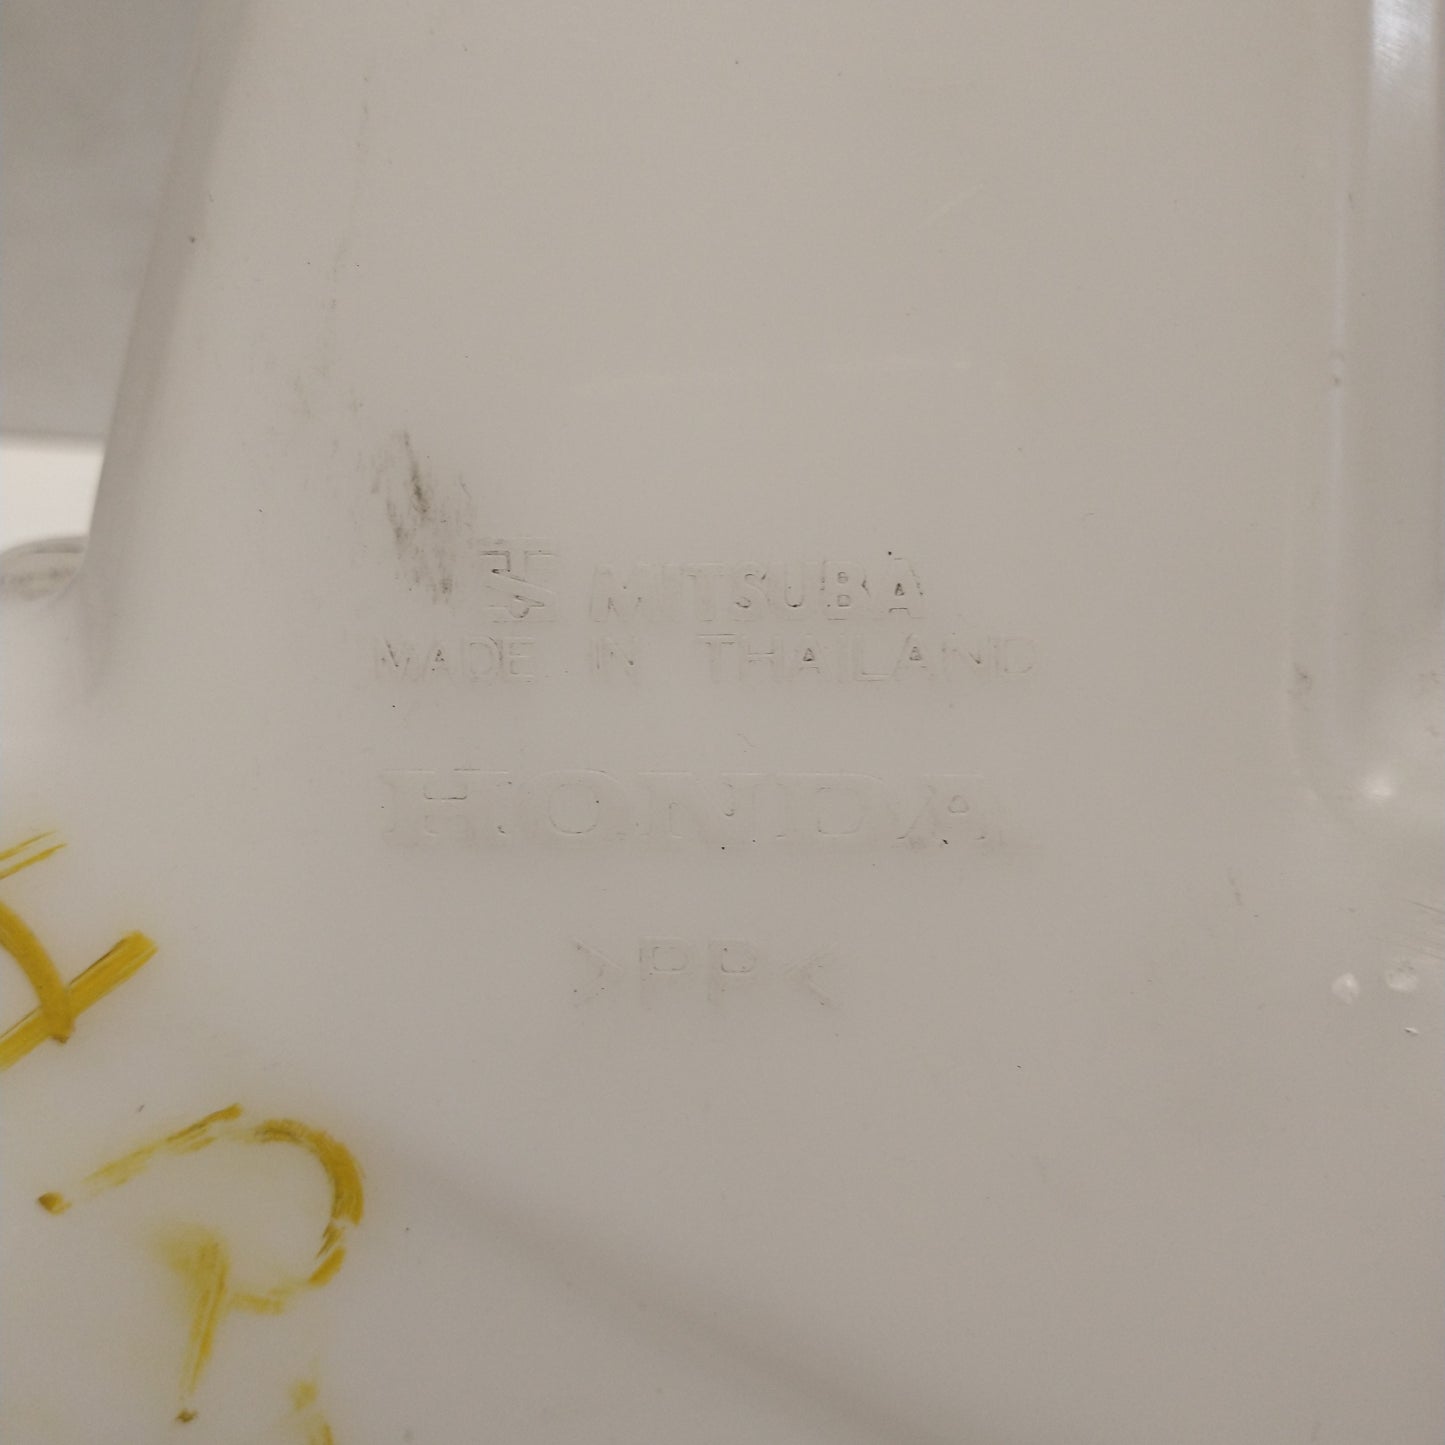 MITSUBA
MADE IN THAILAND
HONDA
>PP<